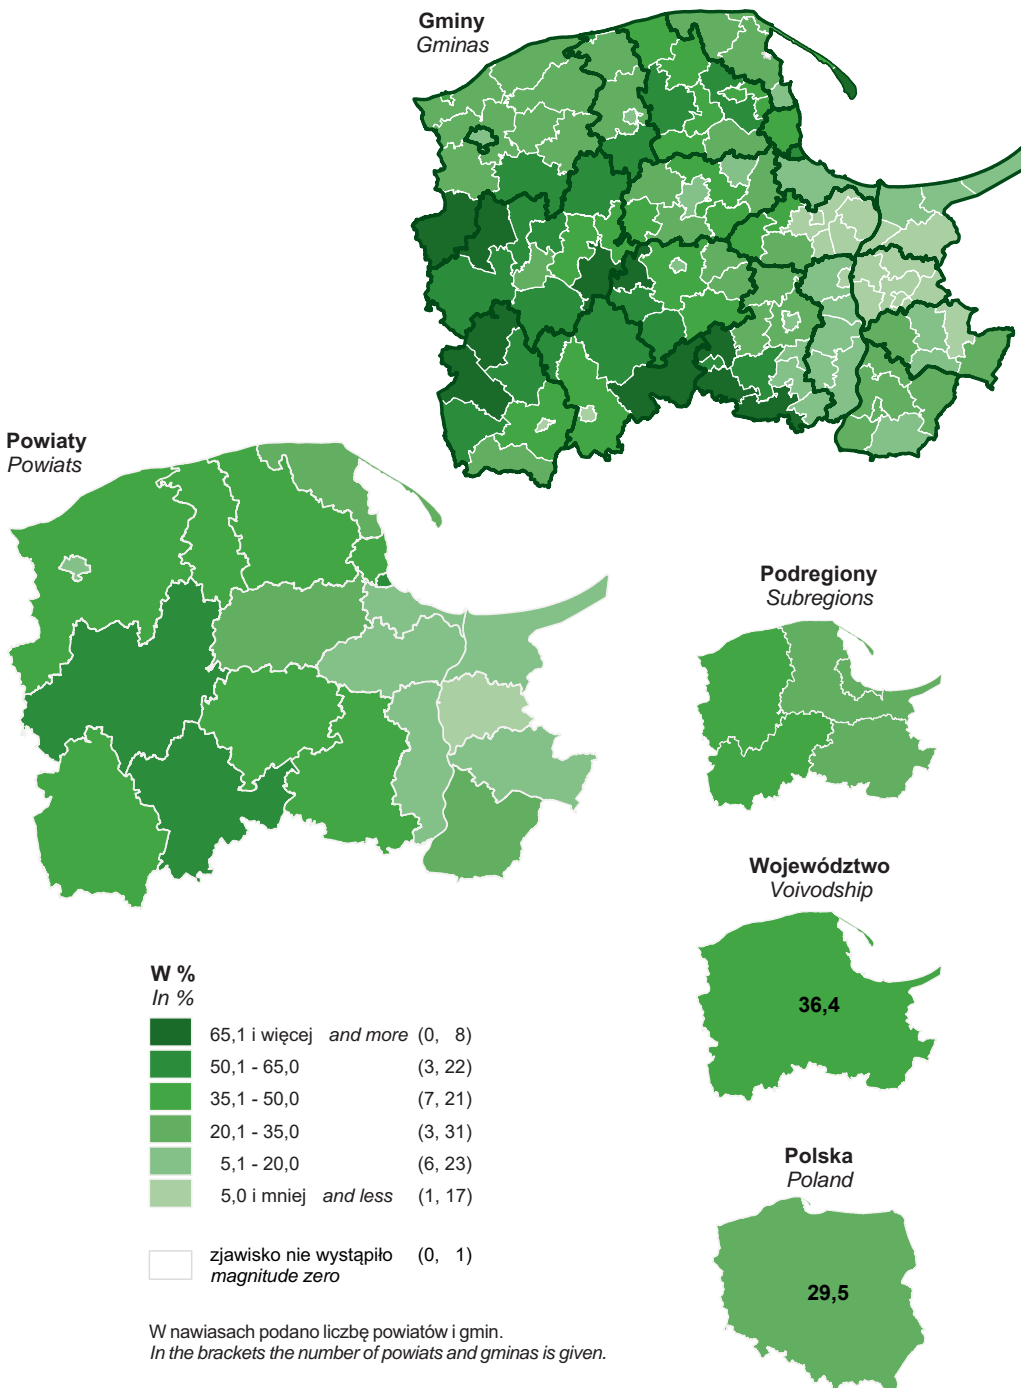 Gminy
Gminas
Powiaty
Powiats
Podregiony
Subregions
Województwo
Voivodship
36,4
W %
In %
65,1 i więcej and more (0, 8)
50,1 - 65,0 (3, 22)
35,1 - 50,0 (7, 21)
20,1 - 35,0 (3, 31)
5,1 - 20,0 (6, 23)
5,0 i mniej and less (1, 17)
zjawisko nie wystąpiło (0, 1)
magnitude zero
Polska
Poland
29,5
W nawiasach podano liczbę powiatów i gmin.
In the brackets the number of powiats and gminas is given.